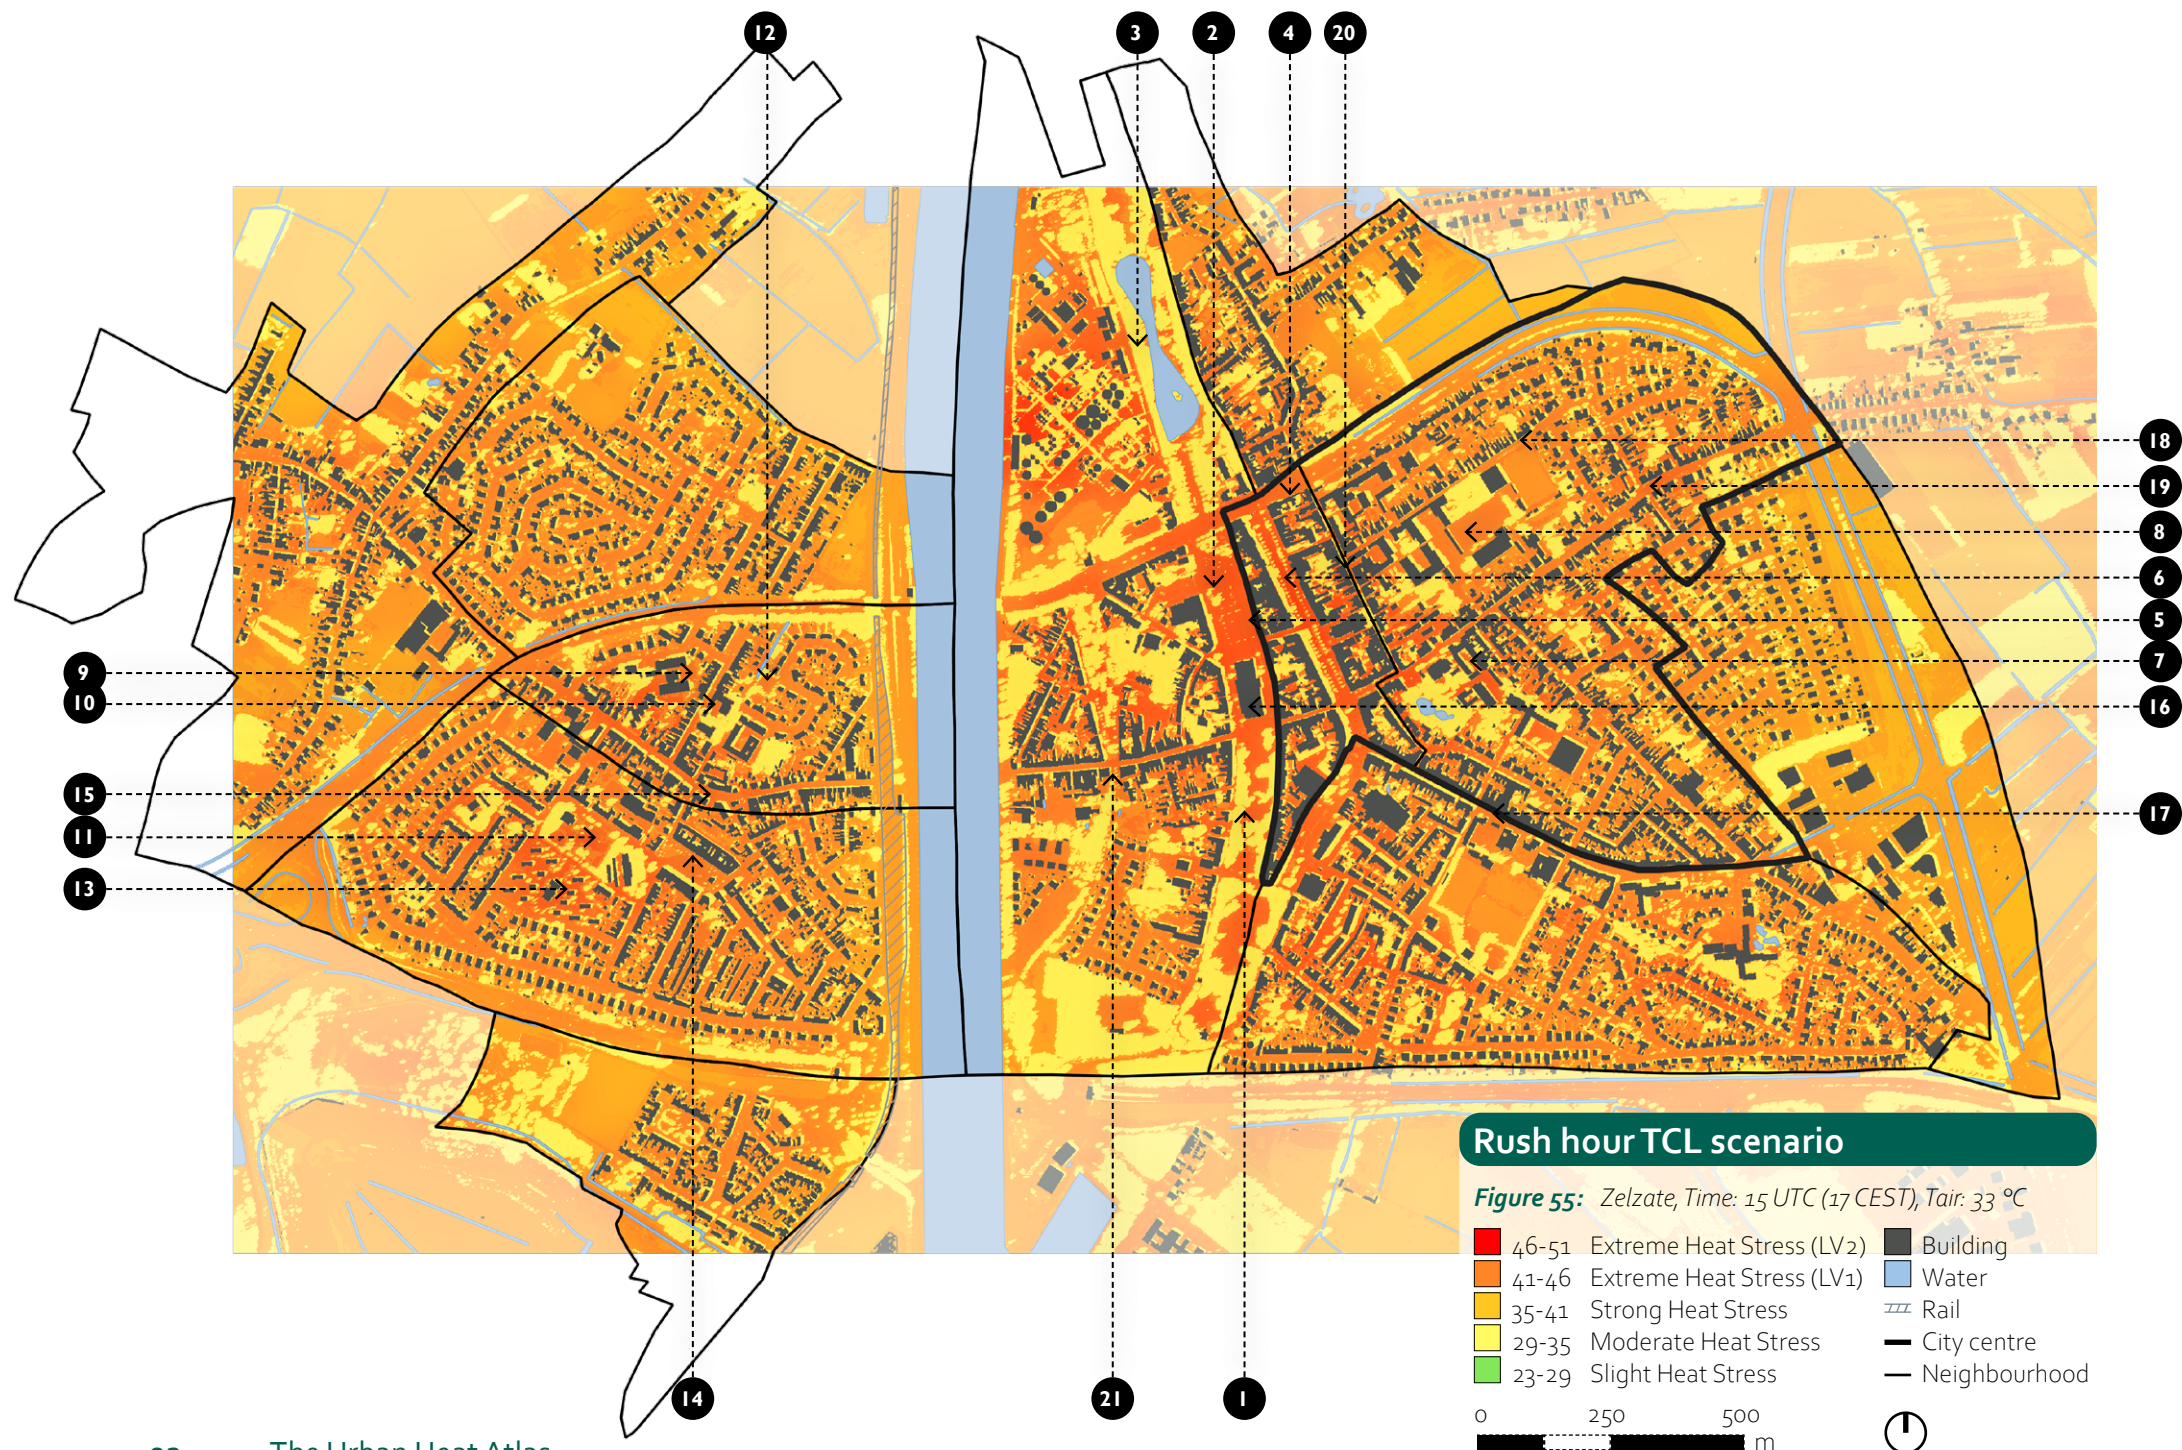 12
3
2
4
20
18
19
8
6
5
7
16
17
9
10
15
11
13
14
21
1
Rush hour TCL scenario
Figure 55: Zelzate, Time: 15 UTC (17 CEST), Tair: 33 °C
46-51 Extreme Heat Stress (LV2) Building
41-46 Extreme Heat Stress (LV1) Water
35-41 Strong Heat Stress Rail
29-35 Moderate Heat Stress City centre
23-29 Slight Heat Stress Neighbourhood
0 250 500
m
The Urban Heat Atlas